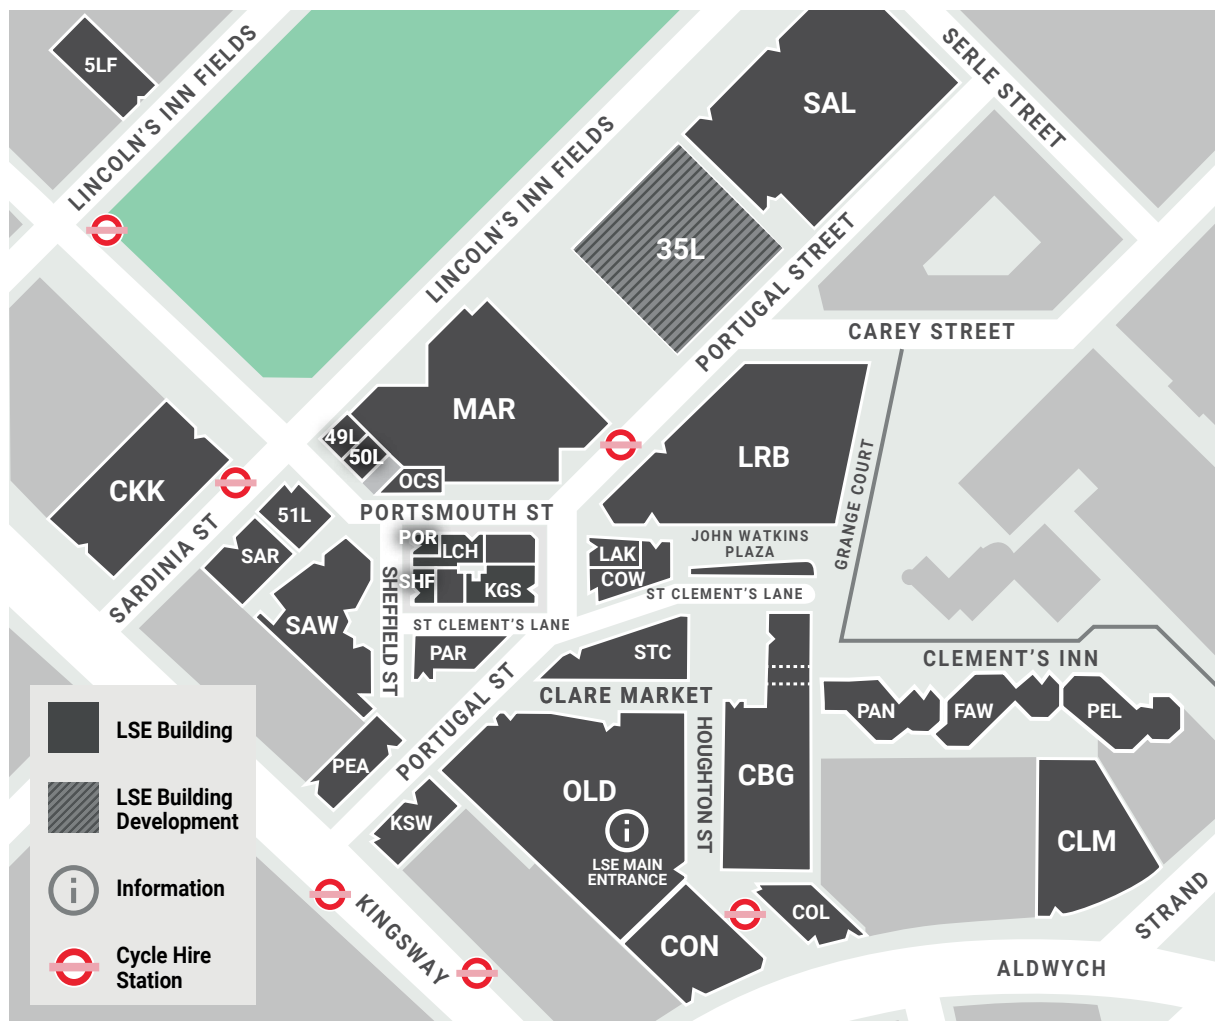 5LF
LINCOLN'S INN FIELDS
SAL
SERLE STREET
LINCOLN'S INN FIELDS
35L
PORTUGAL STREET
CAREY STREET
MAR
49L
50L
OCS
CKK
LRB
GRANGE COURT
SARDINIA ST
51L
SAR
SAW
PORTSMOUTH ST
POR
LCH
SHF
KGS
SHEFFIELD ST
LAK
COW
JOHN WATKINS
PLAZA
ST CLEMENT'S LANE
ST CLEMENT'S LANE
PAR
STC
CLARE MARKET
CLEMENT'S INN
PAN
FAW
PEL
PORTUGAL ST
PEA
KSW
OLD
LSE MAIN
ENTRANCE
HOUGHTON ST
CBG
CLM
COL
CON
KINGSWAY
ALDWYCH
STRAND
LSE Building
LSE Building
Development
Information
Cycle Hire
Station